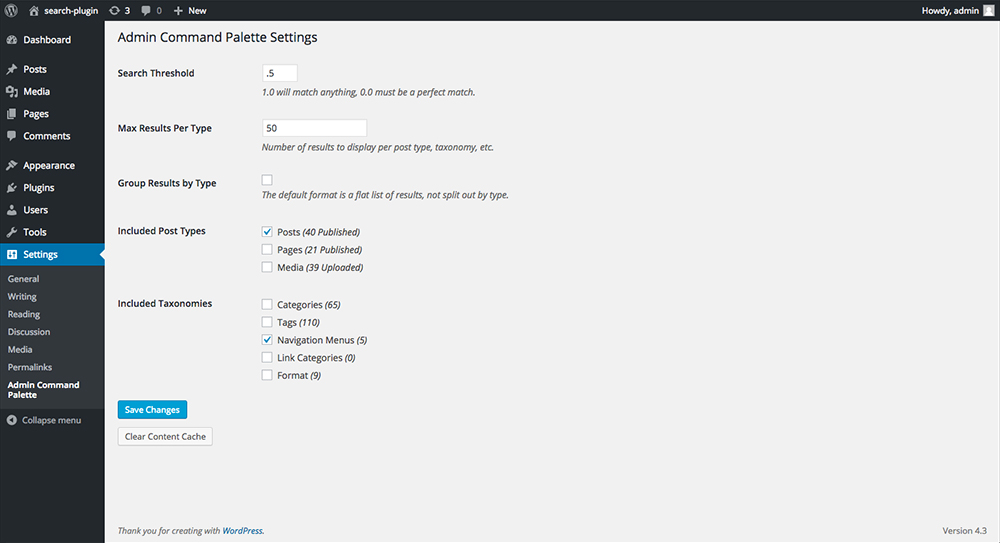 search-plugin 3 0 New Howdy, admin
Dashboard
Posts
Media
Pages
Comments
Appearance
Plugins
Users
Tools
Settings
General
Writing
Reading
Discussion
Media
Permalinks
Admin Command
Palette
Collapse menu
Admin Command Palette Settings
Search Threshold
.5
1.0 will match anything, 0.0 must be a perfect match.
Max Results Per Type
50
Number of results to display per post type, taxonomy, etc.
Group Results by Type
The default format is a flat list of results, not split out by type.
Included Post Types
Posts (40 Published)
Pages (21 Published)
Media (39 Uploaded)
Included Taxonomies
Categories (65)
Tags (110)
Navigation Menus (5)
Link Categories (0)
Format (9)
Save Changes
Clear Content Cache
Thank you for creating with WordPress.
Version 4.3